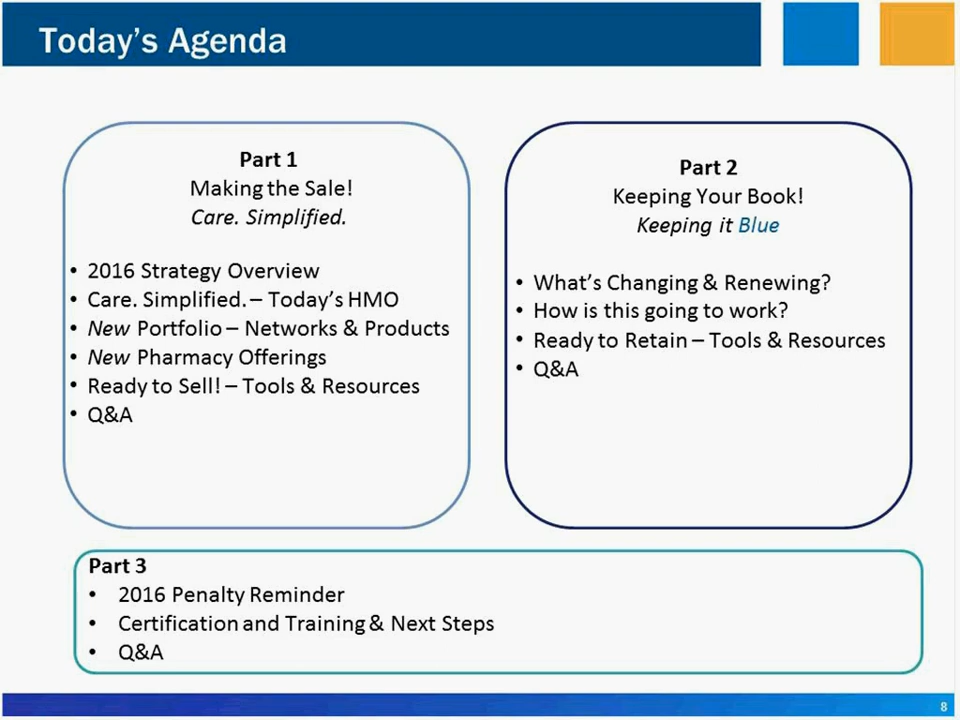 Today’s Agenda
Part 1
Making the Sale!
Care. Simplified.
• 2016 Strategy Overview
• Care. Simplified. – Today’s HMO
• New Portfolio – Networks & Products
• New Pharmacy Offerings
• Ready to Sell! – Tools & Resources
• Q&A
Part 2
Keeping Your Book!
Keeping it Blue
• What’s Changing & Renewing?
• How is this going to work?
• Ready to Retain – Tools & Resources
• Q&A
Part 3
• 2016 Penalty Reminder
• Certification and Training & Next Steps
• Q&A
8